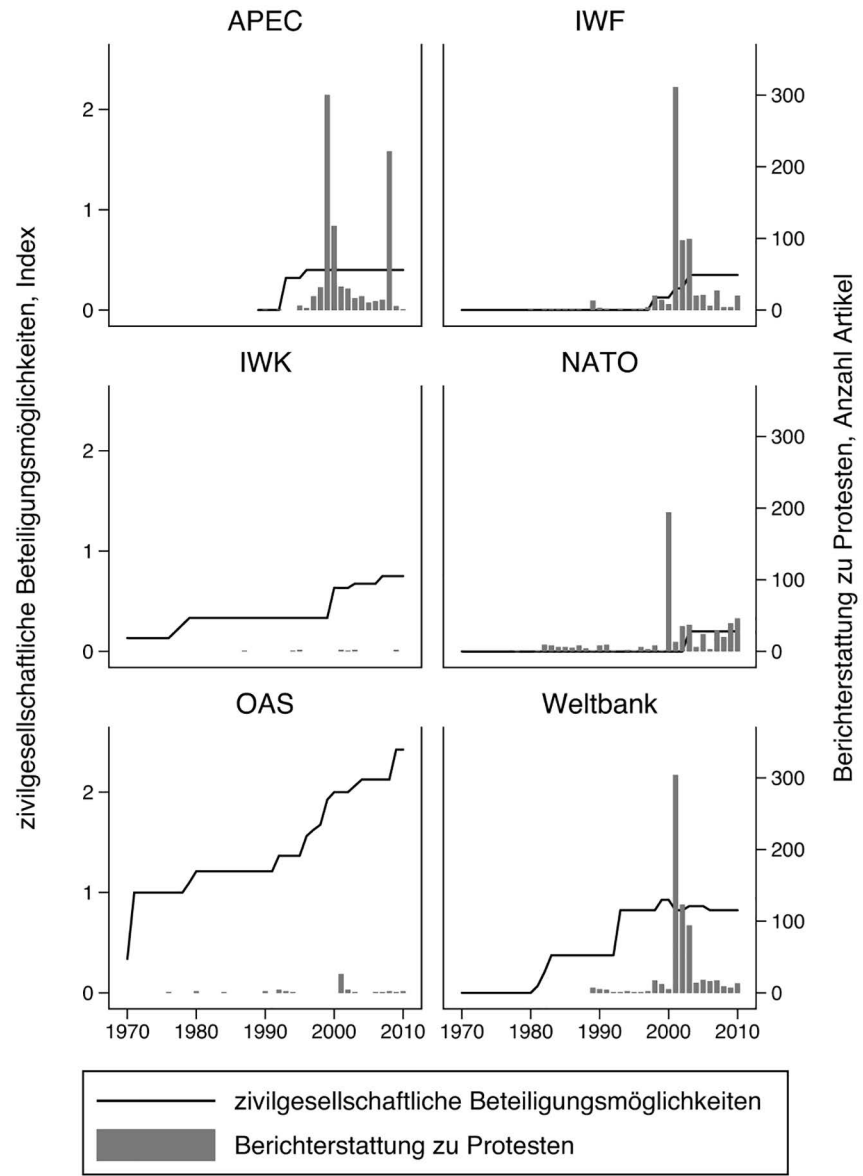 APEC
IWF
2
1
0
300
200
100
0
IWK
NATO
2
1
0
300
200
100
0
OAS
Weltbank
2
1
0
300
200
100
0
1970 1980 1990 2000 2010
1970 1980 1990 2000 2010
zivilgesellschaftliche Beteiligungsmöglichkeiten, Index
Berichterstattung zu Protesten, Anzahl Artikel
zivilgesellschaftliche Beteiligungsmöglichkeiten
Berichterstattung zu Protesten